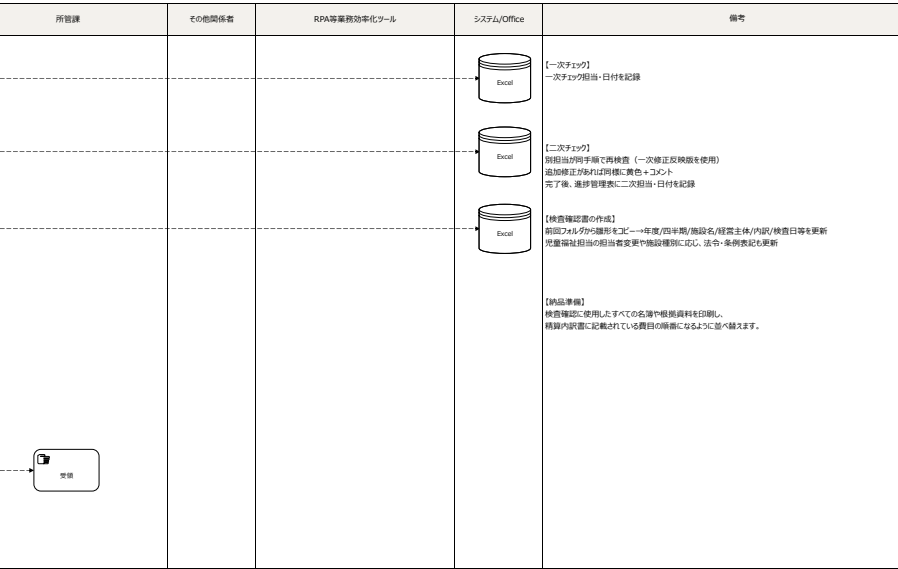 所管課
その他関係者
RPA等業務効率化ツール
システム/Office
備考
Excel
【一次チェック】
一次チェック担当・日付を記録
Excel
【二次チェック】
別担当が同手順で再検査（一次修正反映版を使用）
追加修正があれば同様に黄色＋コメント
完了後、進捗管理表に二次担当・日付を記録
Excel
【検査確認書の作成】
前回フォルダから雛形をコピー→年度/四半期/施設名/経営主体/内訳/検査日等を更新
児童福祉担当の担当者変更や施設種別に応じ、法令・条例表記も更新
【納品準備】
検査確認に使用したすべての名簿や根拠資料を印刷し、
精算内訳書に記載されている費目の順番になるように並べ替えます。
受領